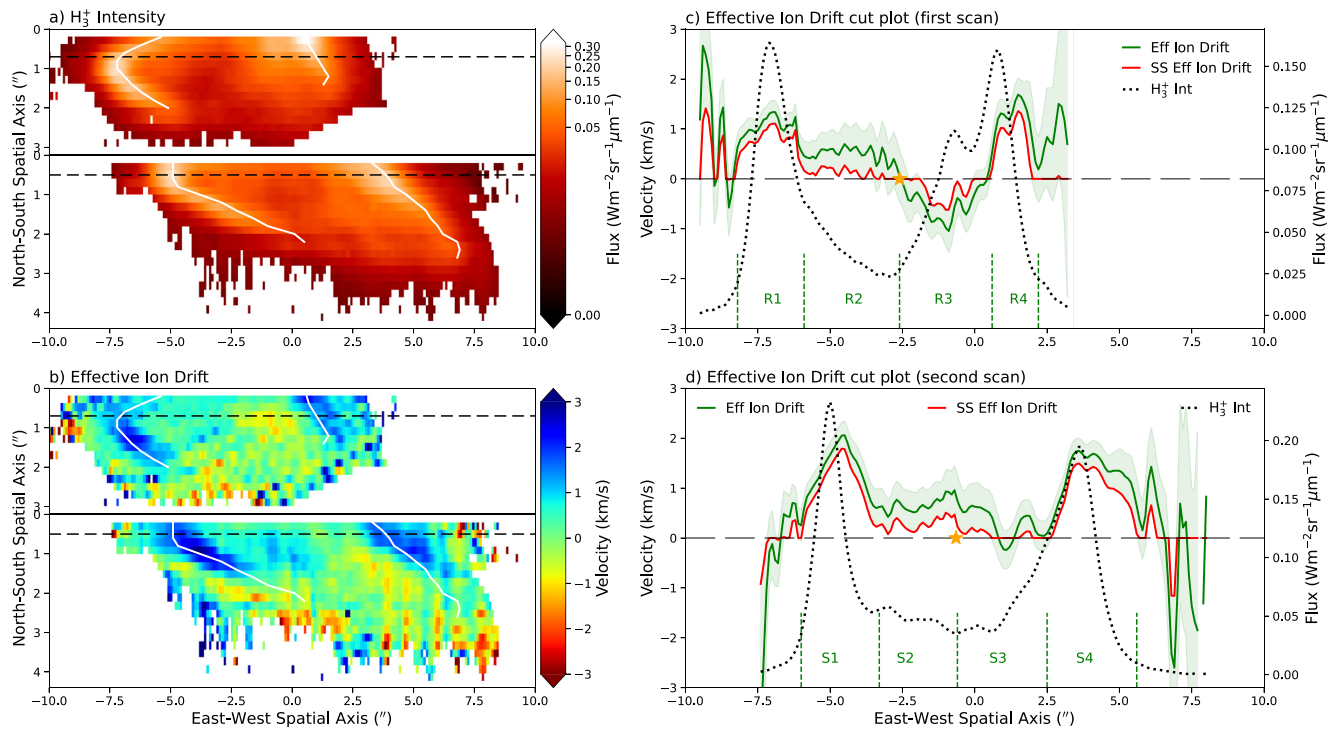 a) H₃⁺ Intensity
0
1
2
3
0
1
2
3
4
North-South Spatial Axis (″)
−10.0 −7.5 −5.0 −2.5 0.0 2.5 5.0 7.5 10.0
0.30
0.25
0.20
0.15
0.10
0.05
0.00
Flux (Wm⁻²sr⁻¹μm⁻¹)
b) Effective Ion Drift
0
1
2
3
0
1
2
3
4
North-South Spatial Axis (″)
−10.0 −7.5 −5.0 −2.5 0.0 2.5 5.0 7.5 10.0
East-West Spatial Axis (″)
3
2
1
0
−1
−2
−3
Velocity (km/s)
c) Effective Ion Drift cut plot (first scan)
3
2
1
0
−1
−2
−3
Velocity (km/s)
Eff Ion Drift
SS Eff Ion Drift
H₃⁺ Int
R1 R2 R3 R4
0.150
0.125
0.100
0.075
0.050
0.025
0.000
Flux (Wm⁻²sr⁻¹μm⁻¹)
−10.0 −7.5 −5.0 −2.5 0.0 2.5 5.0 7.5 10.0
d) Effective Ion Drift cut plot (second scan)
3
2
1
0
−1
−2
−3
Velocity (km/s)
Eff Ion Drift SS Eff Ion Drift H₃⁺ Int
S1 S2 S3 S4
0.20
0.15
0.10
0.05
0.00
Flux (Wm⁻²sr⁻¹μm⁻¹)
−10.0 −7.5 −5.0 −2.5 0.0 2.5 5.0 7.5 10.0
East-West Spatial Axis (″)